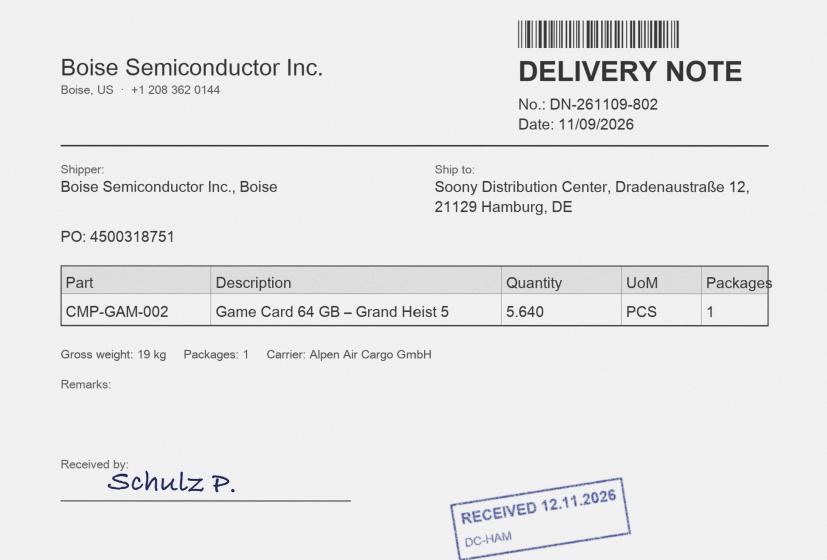 Boise Semiconductor Inc.
Boise, US · +1 208 362 0144
DELIVERY NOTE
No.: DN-261109-802
Date: 11/09/2026
Shipper:
Boise Semiconductor Inc., Boise
Ship to:
Soony Distribution Center, Dradenaustraße 12,
21129 Hamburg, DE
PO: 4500318751
Part Description Quantity UoM Packages
CMP-GAM-002 Game Card 64 GB – Grand Heist 5 5.640 PCS 1
Gross weight: 19 kg Packages: 1 Carrier: Alpen Air Cargo GmbH
Remarks:
Received by:
Schulz P.
RECEIVED 12.11.2026
DC-HAM